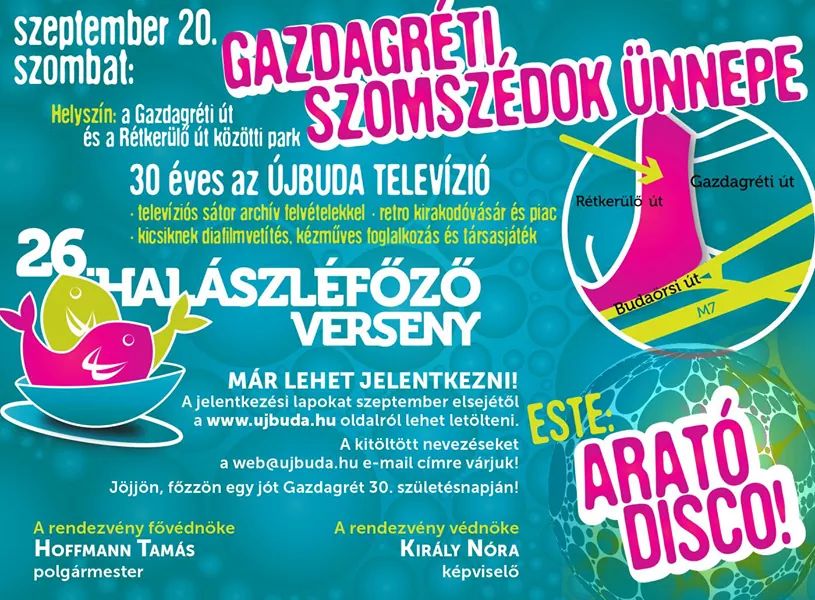 szeptember 20.
szombat:
GAZDAGRÉTI
SZOMSZÉDOK ÜNNEPE
Helyszín: a Gazdagréti út
és a Rétkerülő út közötti park
30 éves az ÚJBUDA TELEVÍZIÓ
· televíziós sátor archív felvételekkel · retro kirakodóvásár és piac
· kicsiknek diafilmvetítés, kézműves foglalkozás és társasjáték
Rétkerülő út
Gazdagréti út
Budaörsi út
M7
26. HALÁSZLÉFŐZŐ
VERSENY
MÁR LEHET JELENTKEZNI!
A jelentkezési lapokat szeptember elsejétől
a www.ujbuda.hu oldalról lehet letölteni.
A kitöltött nevezéseket
a web@ujbuda.hu e-mail címre várjuk!
Jöjjön, főzzön egy jót Gazdagrét 30. születésnapján!
ESTE:
ARATÓ
DISCO!
A rendezvény fővédnöke
HOFFMANN TAMÁS
polgármester
A rendezvény védnöke
KIRÁLY NÓRA
képviselő